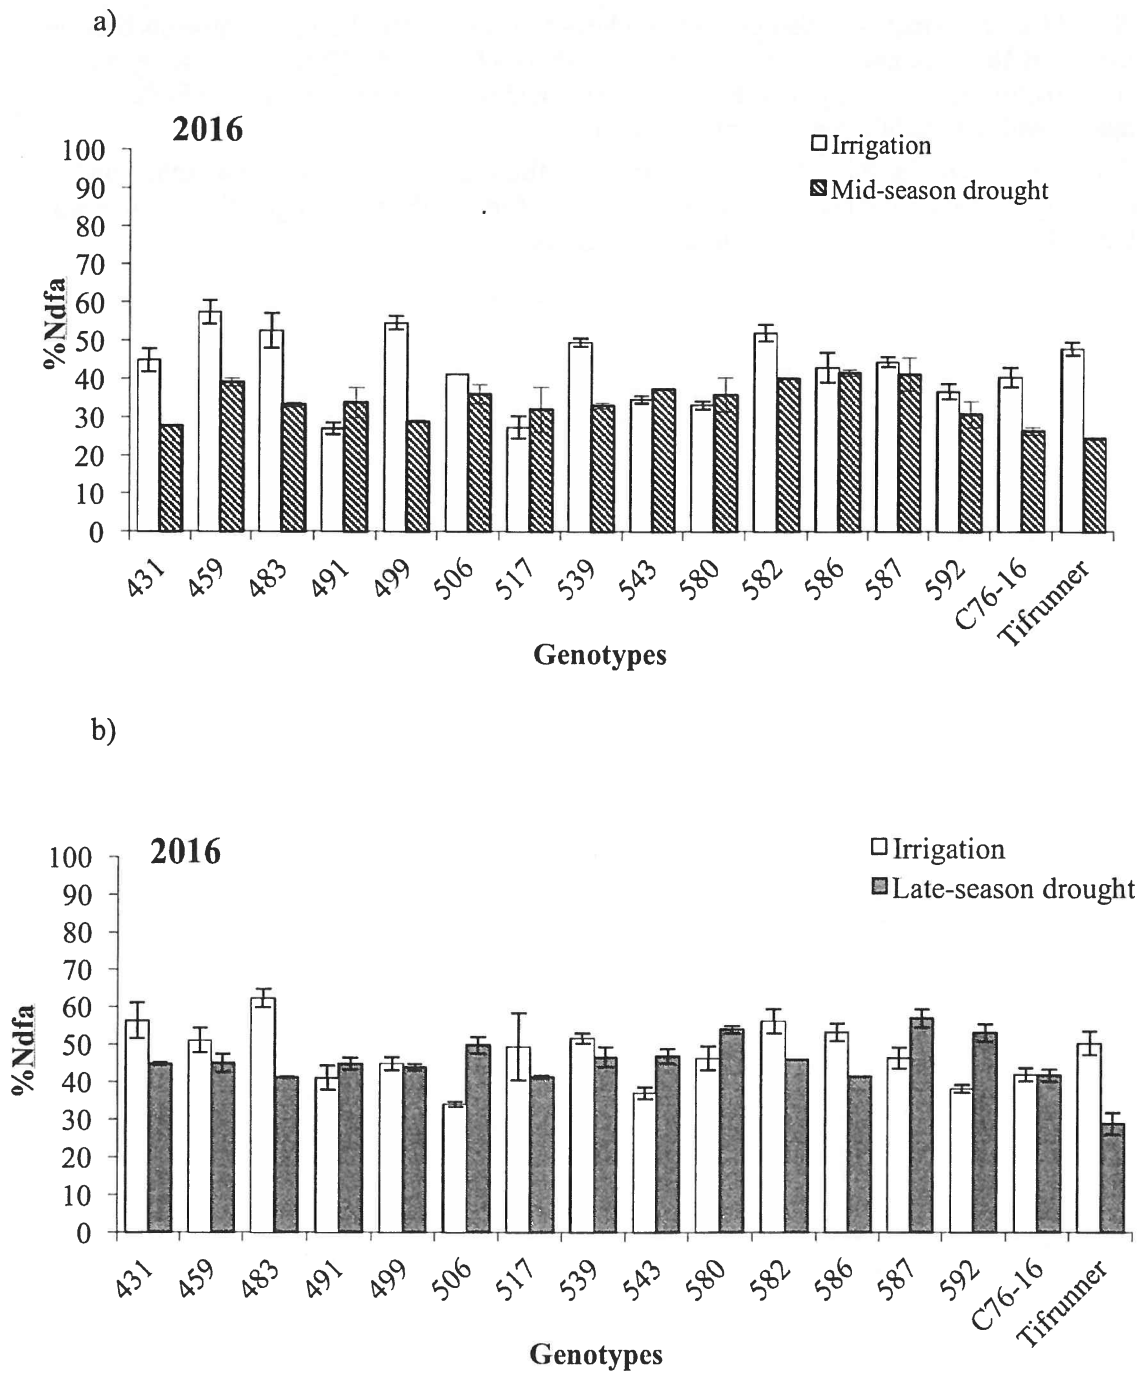 a)
2016
Irrigation
Mid-season drought
100
90
80
70
60
50
40
30
20
10
0
%Ndfa
431 459 483 491 499 506 517 539 543 580 582 586 587 592 C76-16 Tifrunner
Genotypes
b)
2016
Irrigation
Late-season drought
100
90
80
70
60
50
40
30
20
10
0
%Ndfa
431 459 483 491 499 506 517 539 543 580 582 586 587 592 C76-16 Tifrunner
Genotypes